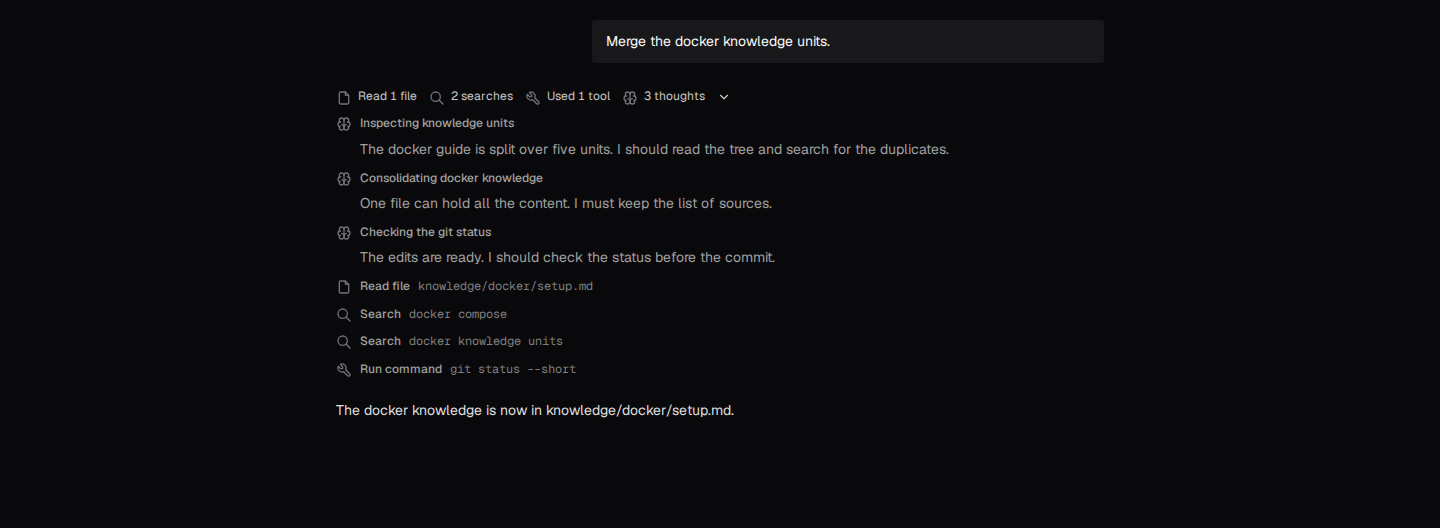 Merge the docker knowledge units.
Read 1 file 2 searches Used 1 tool 3 thoughts
Inspecting knowledge units
The docker guide is split over five units. I should read the tree and search for the duplicates.
Consolidating docker knowledge
One file can hold all the content. I must keep the list of sources.
Checking the git status
The edits are ready. I should check the status before the commit.
Read file knowledge/docker/setup.md
Search docker compose
Search docker knowledge units
Run command git status --short
The docker knowledge is now in knowledge/docker/setup.md.